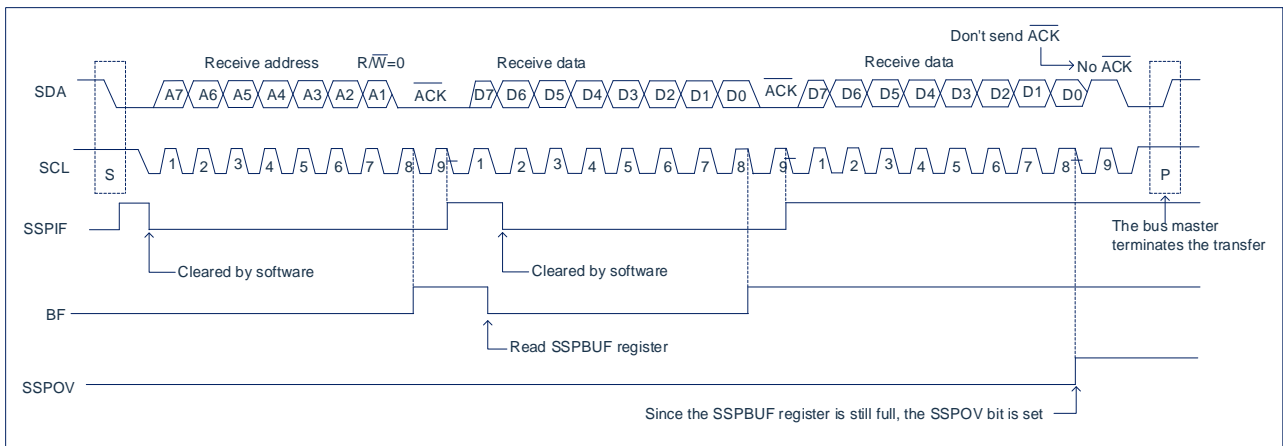 Don't send ACK
Receive address R/W=0 Receive data Receive data No ACK
SDA A7 A6 A5 A4 A3 A2 A1 ACK D7 D6 D5 D4 D3 D2 D1 D0 ACK D7 D6 D5 D4 D3 D2 D1 D0
SCL S 1 2 3 4 5 6 7 8 9 1 2 3 4 5 6 7 8 9 1 2 3 4 5 6 7 8 9 P
SSPIF
The bus master
terminates the transfer
Cleared by software Cleared by software
BF
Read SSPBUF register
SSPOV
Since the SSPBUF register is still full, the SSPOV bit is set